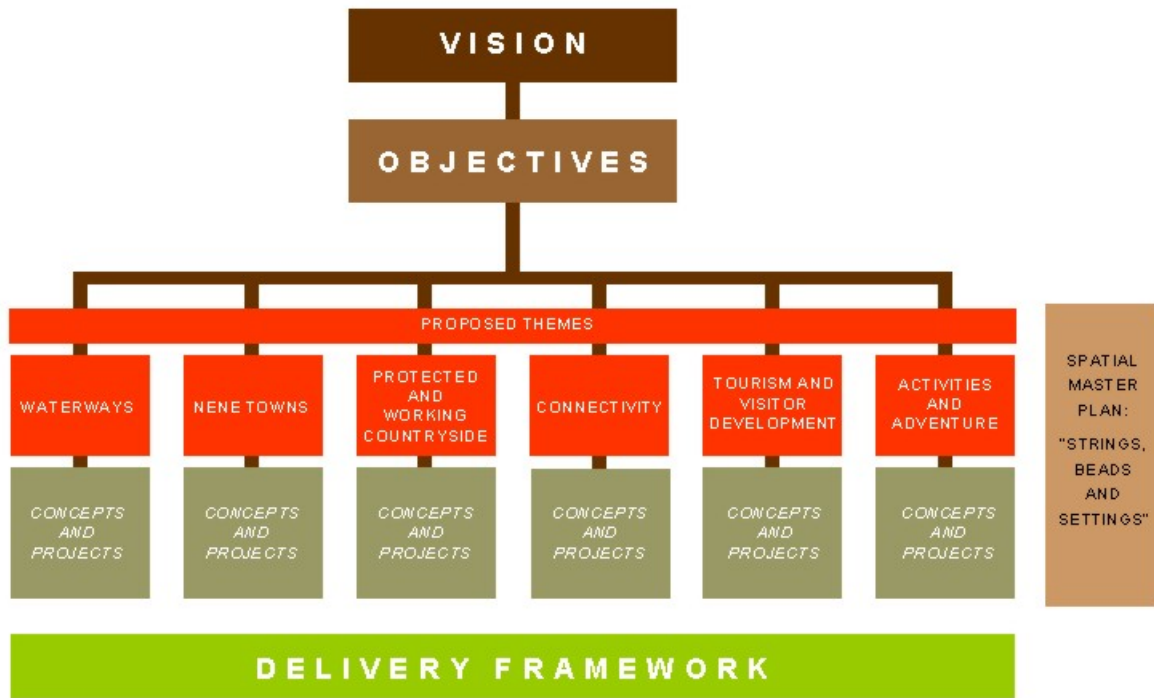 VISION
OBJECTIVES
PROPOSED THEMES
WATERWAYS
NENE TOWNS
PROTECTED
AND
WORKING
COUNTRYSIDE
CONNECTIVITY
TOURISM AND
VISITOR
DEVELOPMENT
ACTIVITIES
AND
ADVENTURE
CONCEPTS
AND
PROJECTS
CONCEPTS
AND
PROJECTS
CONCEPTS
AND
PROJECTS
CONCEPTS
AND
PROJECTS
CONCEPTS
AND
PROJECTS
CONCEPTS
AND
PROJECTS
SPATIAL
MASTER
PLAN:
"STRINGS,
BEADS
AND
SETTINGS"
DELIVERY FRAMEWORK